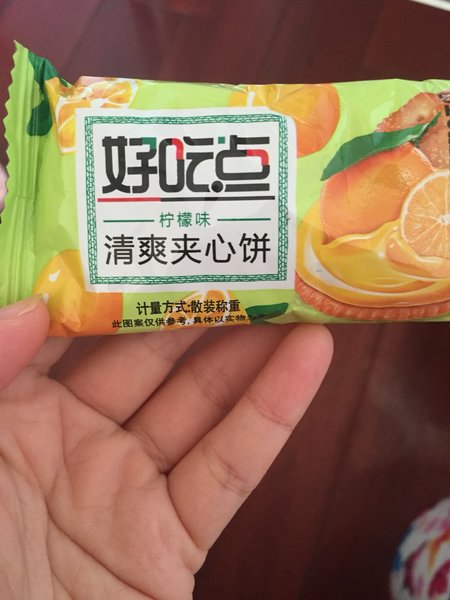 好吃点
柠檬味
清爽夹心饼
计量方式:散装称重
此图案仅供参考,具体以实物